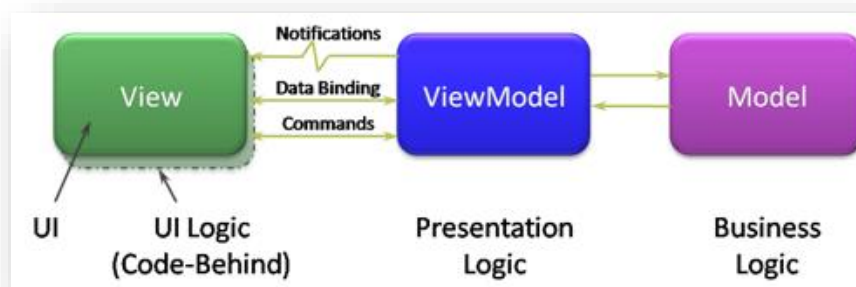 Notifications
View
Data Binding
ViewModel
Model
Commands
UI
UI Logic
(Code-Behind)
Presentation
Logic
Business
Logic